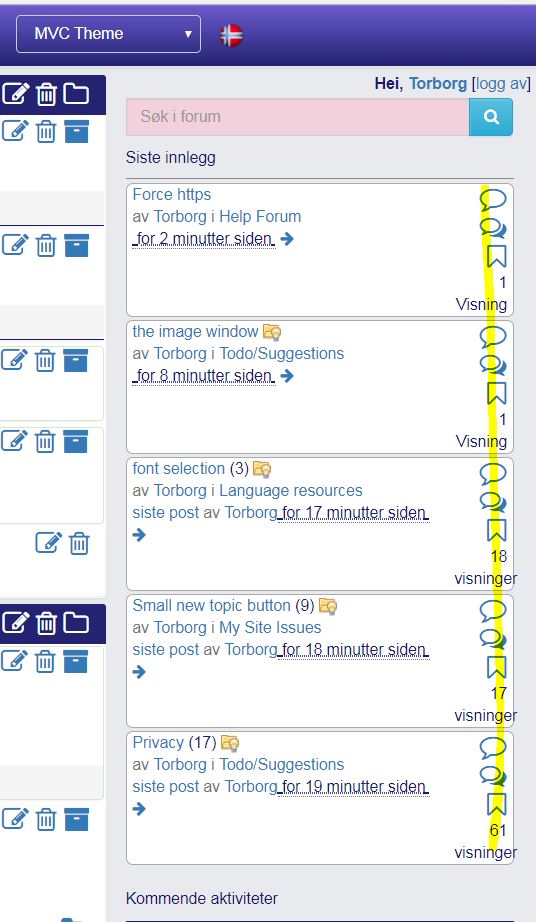 MVC Theme
Hei, Torborg [logg av]
Søk i forum
Siste innlegg
Force https
av Torborg i Help Forum
for 2 minutter siden
1
Visning
the image window
av Torborg i Todo/Suggestions
for 8 minutter siden
1
Visning
font selection (3)
av Torborg i Language resources
siste post av Torborg for 17 minutter siden
18
visninger
Small new topic button (9)
av Torborg i My Site Issues
siste post av Torborg for 18 minutter siden
17
visninger
Privacy (17)
av Torborg i Todo/Suggestions
siste post av Torborg for 19 minutter siden
61
visninger
Kommende aktiviteter